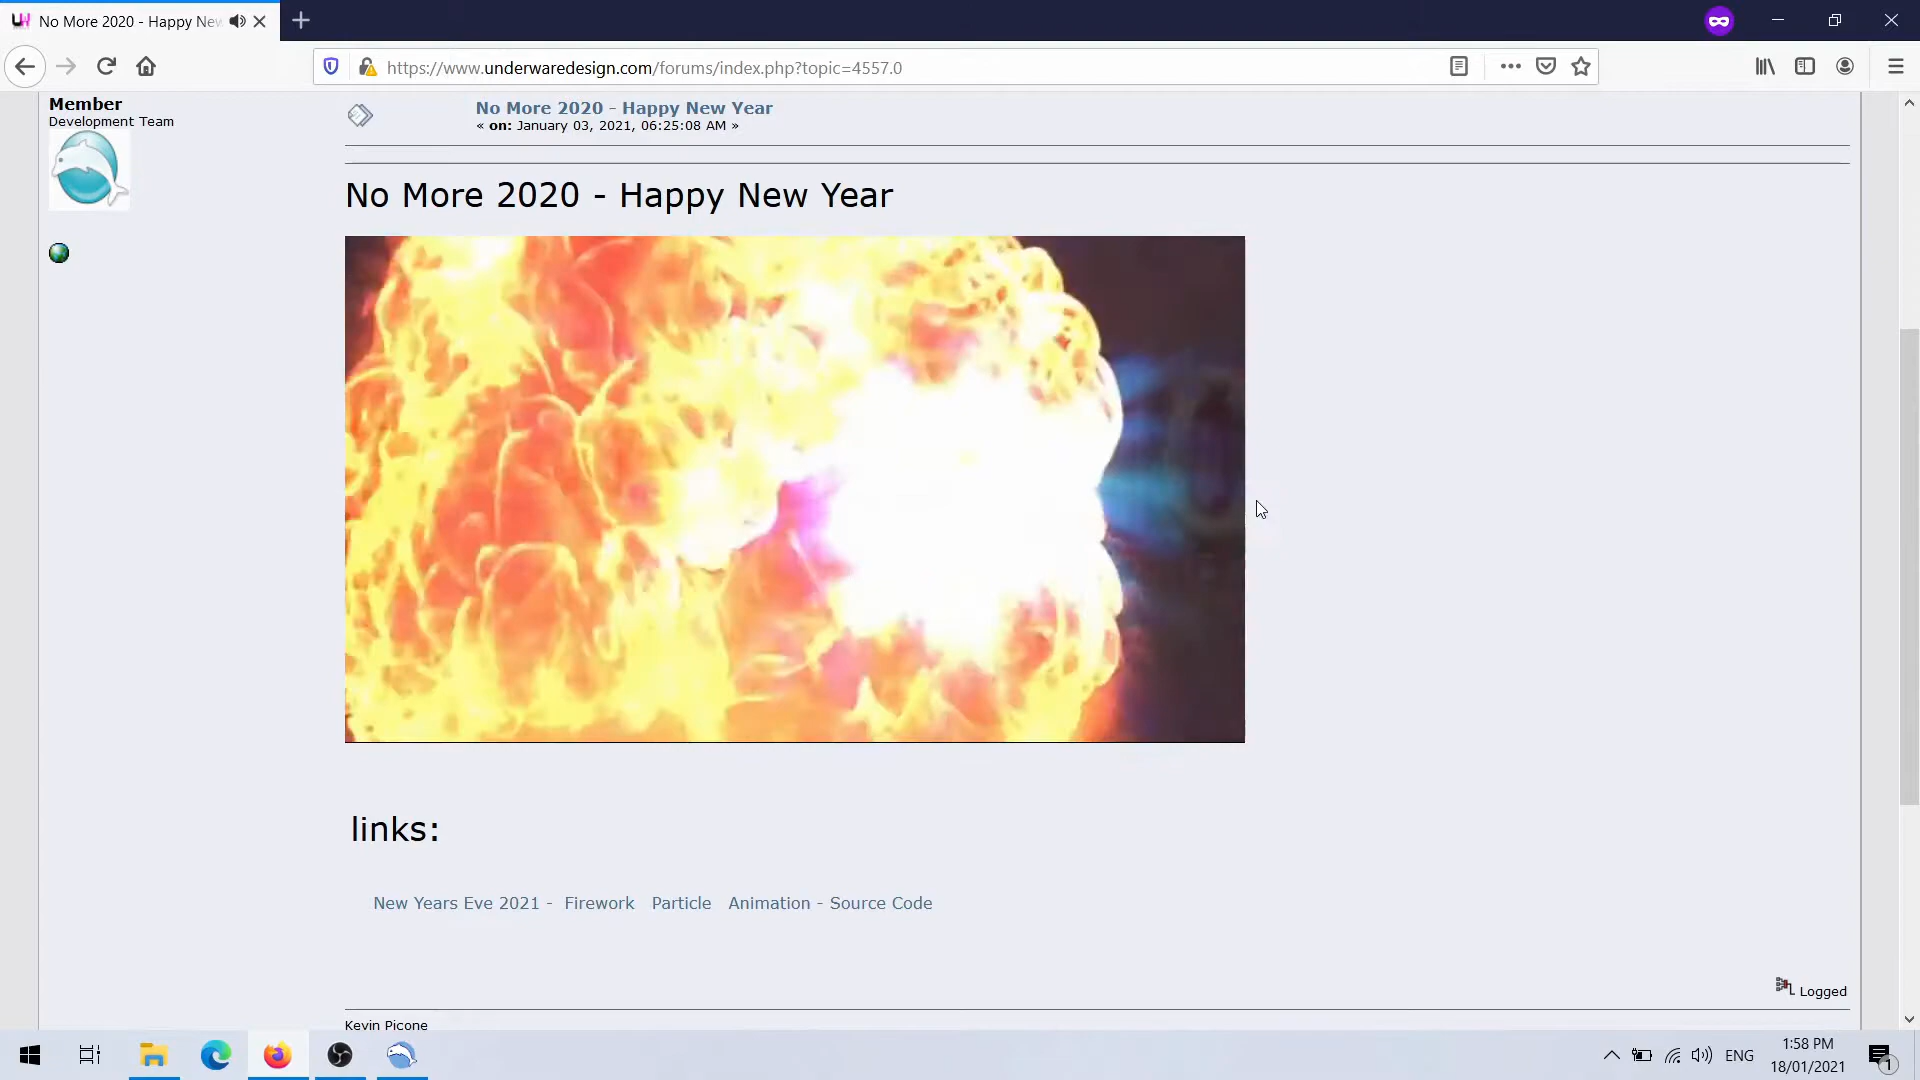 No More 2020 - Happy New
https://www.underwaredesign.com/forums/index.php?topic=4557.0
Member
Development Team
No More 2020 - Happy New Year
« on: January 03, 2021, 06:25:08 AM »
No More 2020 - Happy New Year
links:
New Years Eve 2021 - Firework Particle Animation - Source Code
Logged
Kevin Picone
ENG
1:58 PM
18/01/2021
1